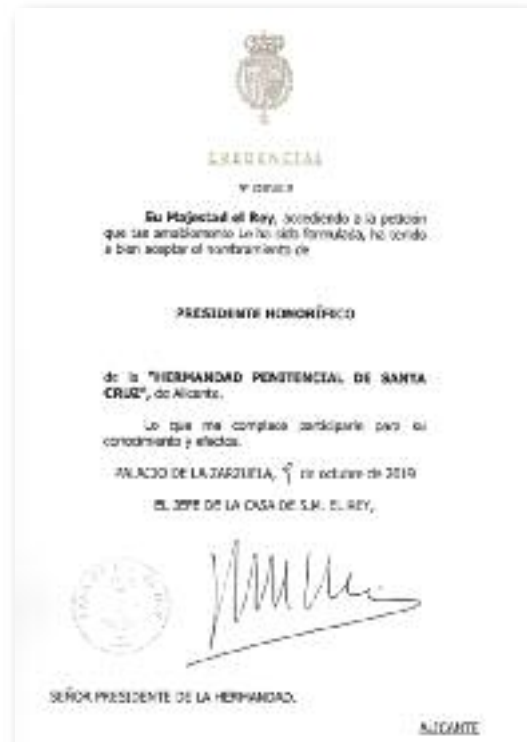 CREDENCIAL
Su Majestad el Rey, accediendo a la petición
que tan amablemente Le ha sido formulada, ha tenido
a bien aceptar el nombramiento de
PRESIDENTE HONORÍFICO
de la "HERMANDAD PENITENCIAL DE SANTA
CRUZ", de Alicante.
Lo que me complace participarle para su
conocimiento y efectos.
PALACIO DE LA ZARZUELA, 9 de octubre de 2019
EL JEFE DE LA CASA DE S.M. EL REY,
SEÑOR PRESIDENTE DE LA HERMANDAD.
ALICANTE